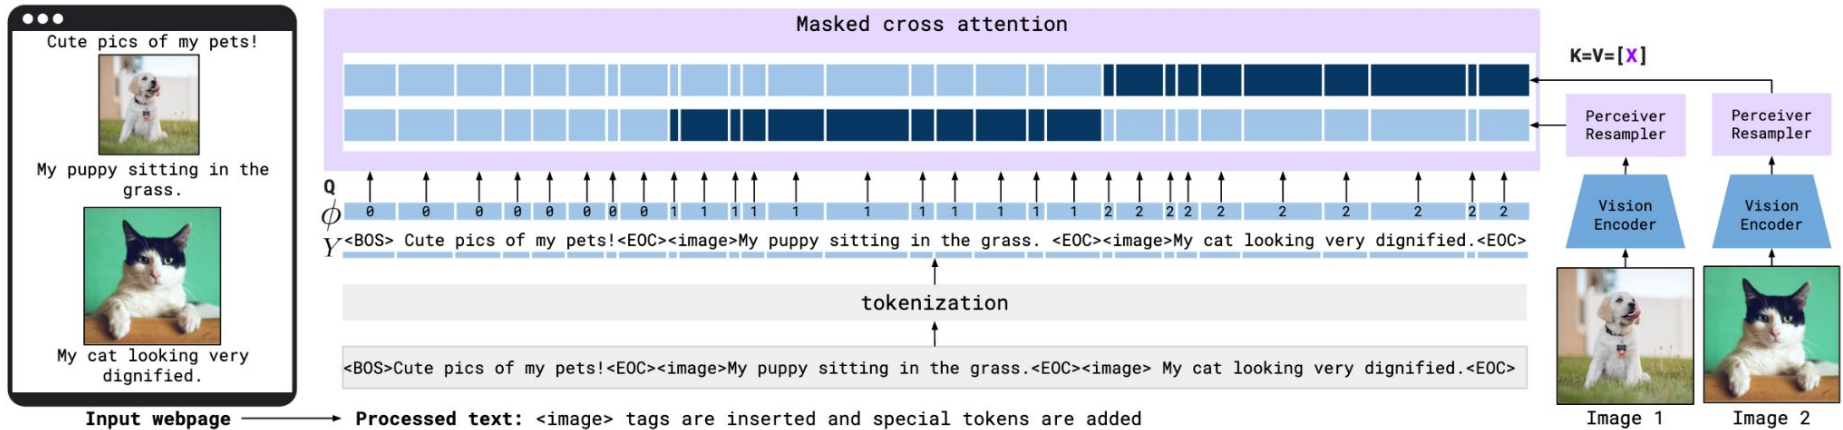 Cute pics of my pets!
My puppy sitting in the
grass.
My cat looking very
dignified.
Input webpage
Masked cross attention
K=V=[X]
Perceiver
Resampler
Perceiver
Resampler
Q
ϕ 0 0 0 0 0 0 0 0 1 1 1 1 1 1 1 1 1 1 1 2 2 2 2 2 2 2 2 2 2
Y <BOS> Cute pics of my pets!<EOC><image>My puppy sitting in the grass. <EOC><image>My cat looking very dignified.<EOC>
Vision
Encoder
Vision
Encoder
tokenization
<BOS>Cute pics of my pets!<EOC><image>My puppy sitting in the grass.<EOC><image> My cat looking very dignified.<EOC>
Processed text: <image> tags are inserted and special tokens are added
Image 1
Image 2